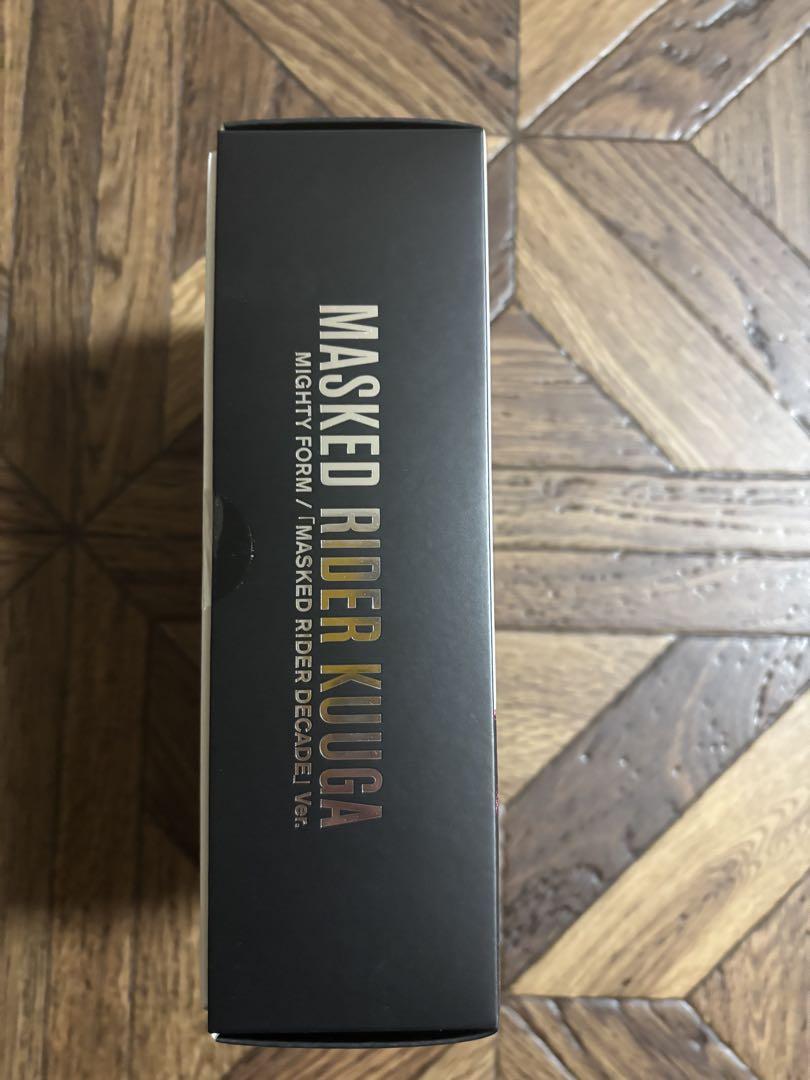 MASKED RIDER KUUGA
MIGHTY FORM /「MASKED RIDER DECADE」Ver.